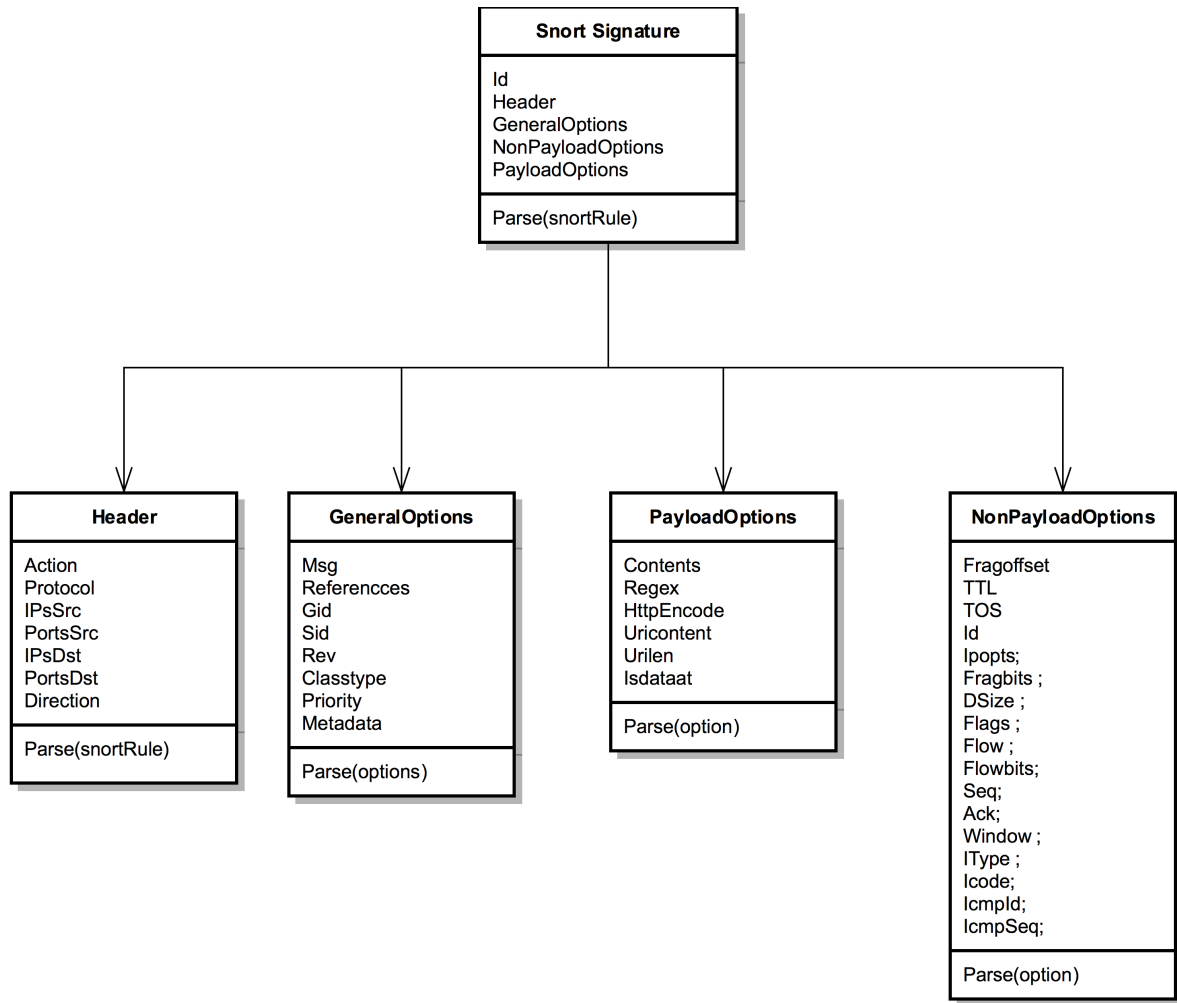 Snort Signature
Id
Header
GeneralOptions
NonPayloadOptions
PayloadOptions
Parse(snortRule)
Header
Action
Protocol
IPsSrc
PortsSrc
IPsDst
PortsDst
Direction
Parse(snortRule)
GeneralOptions
Msg
Referencces
Gid
Sid
Rev
Classtype
Priority
Metadata
Parse(options)
PayloadOptions
Contents
Regex
HttpEncode
Uricontent
Urilen
Isdataat
Parse(option)
NonPayloadOptions
Fragoffset
TTL
TOS
Id
Ipopts;
Fragbits ;
DSize ;
Flags ;
Flow ;
Flowbits;
Seq;
Ack;
Window ;
IType ;
Icode;
IcmpId;
IcmpSeq;
Parse(option)